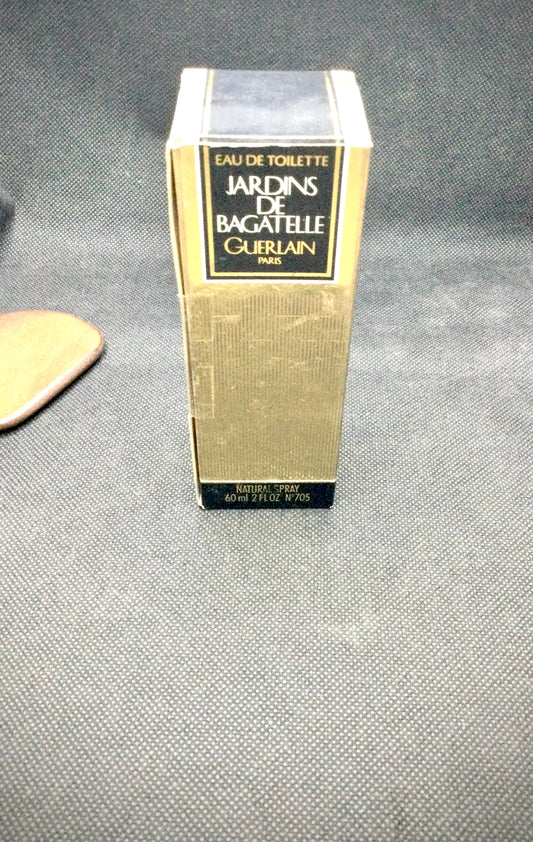 EAU DE TOILETTE
JARDINS
DE
BAGATELLE
GUERLAIN
PARIS
NATURAL SPRAY
60 ml 2 FL OZ N°705